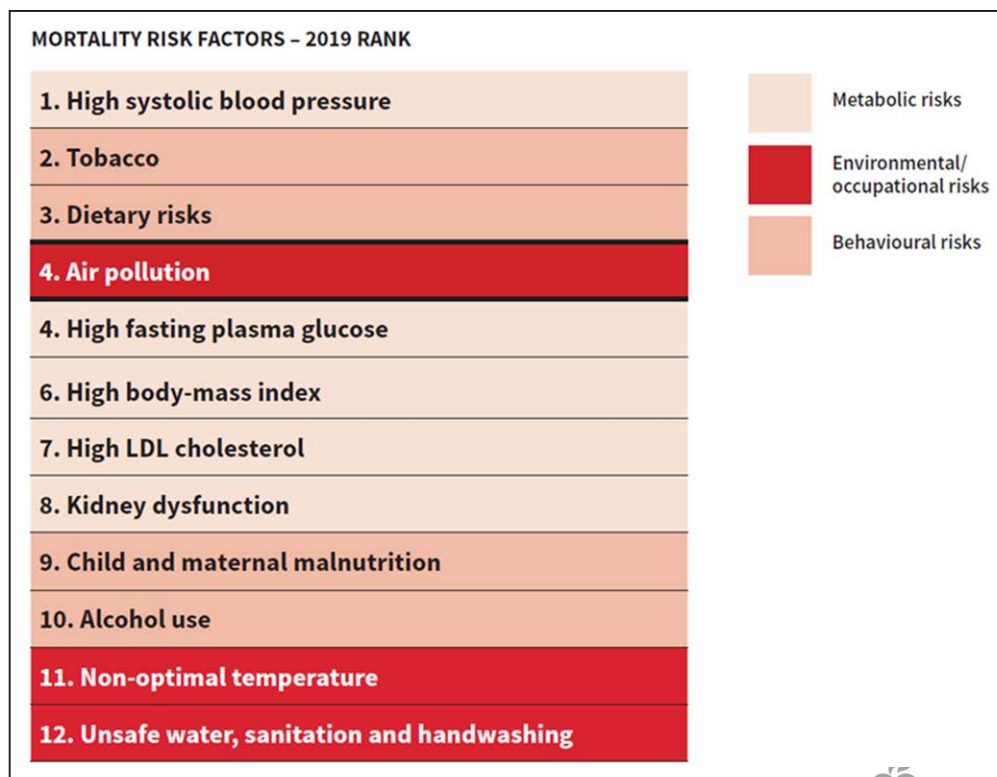 MORTALITY RISK FACTORS – 2019 RANK
1. High systolic blood pressure
2. Tobacco
3. Dietary risks
4. Air pollution
4. High fasting plasma glucose
6. High body-mass index
7. High LDL cholesterol
8. Kidney dysfunction
9. Child and maternal malnutrition
10. Alcohol use
11. Non-optimal temperature
12. Unsafe water, sanitation and handwashing
Metabolic risks
Environmental/
occupational risks
Behavioural risks